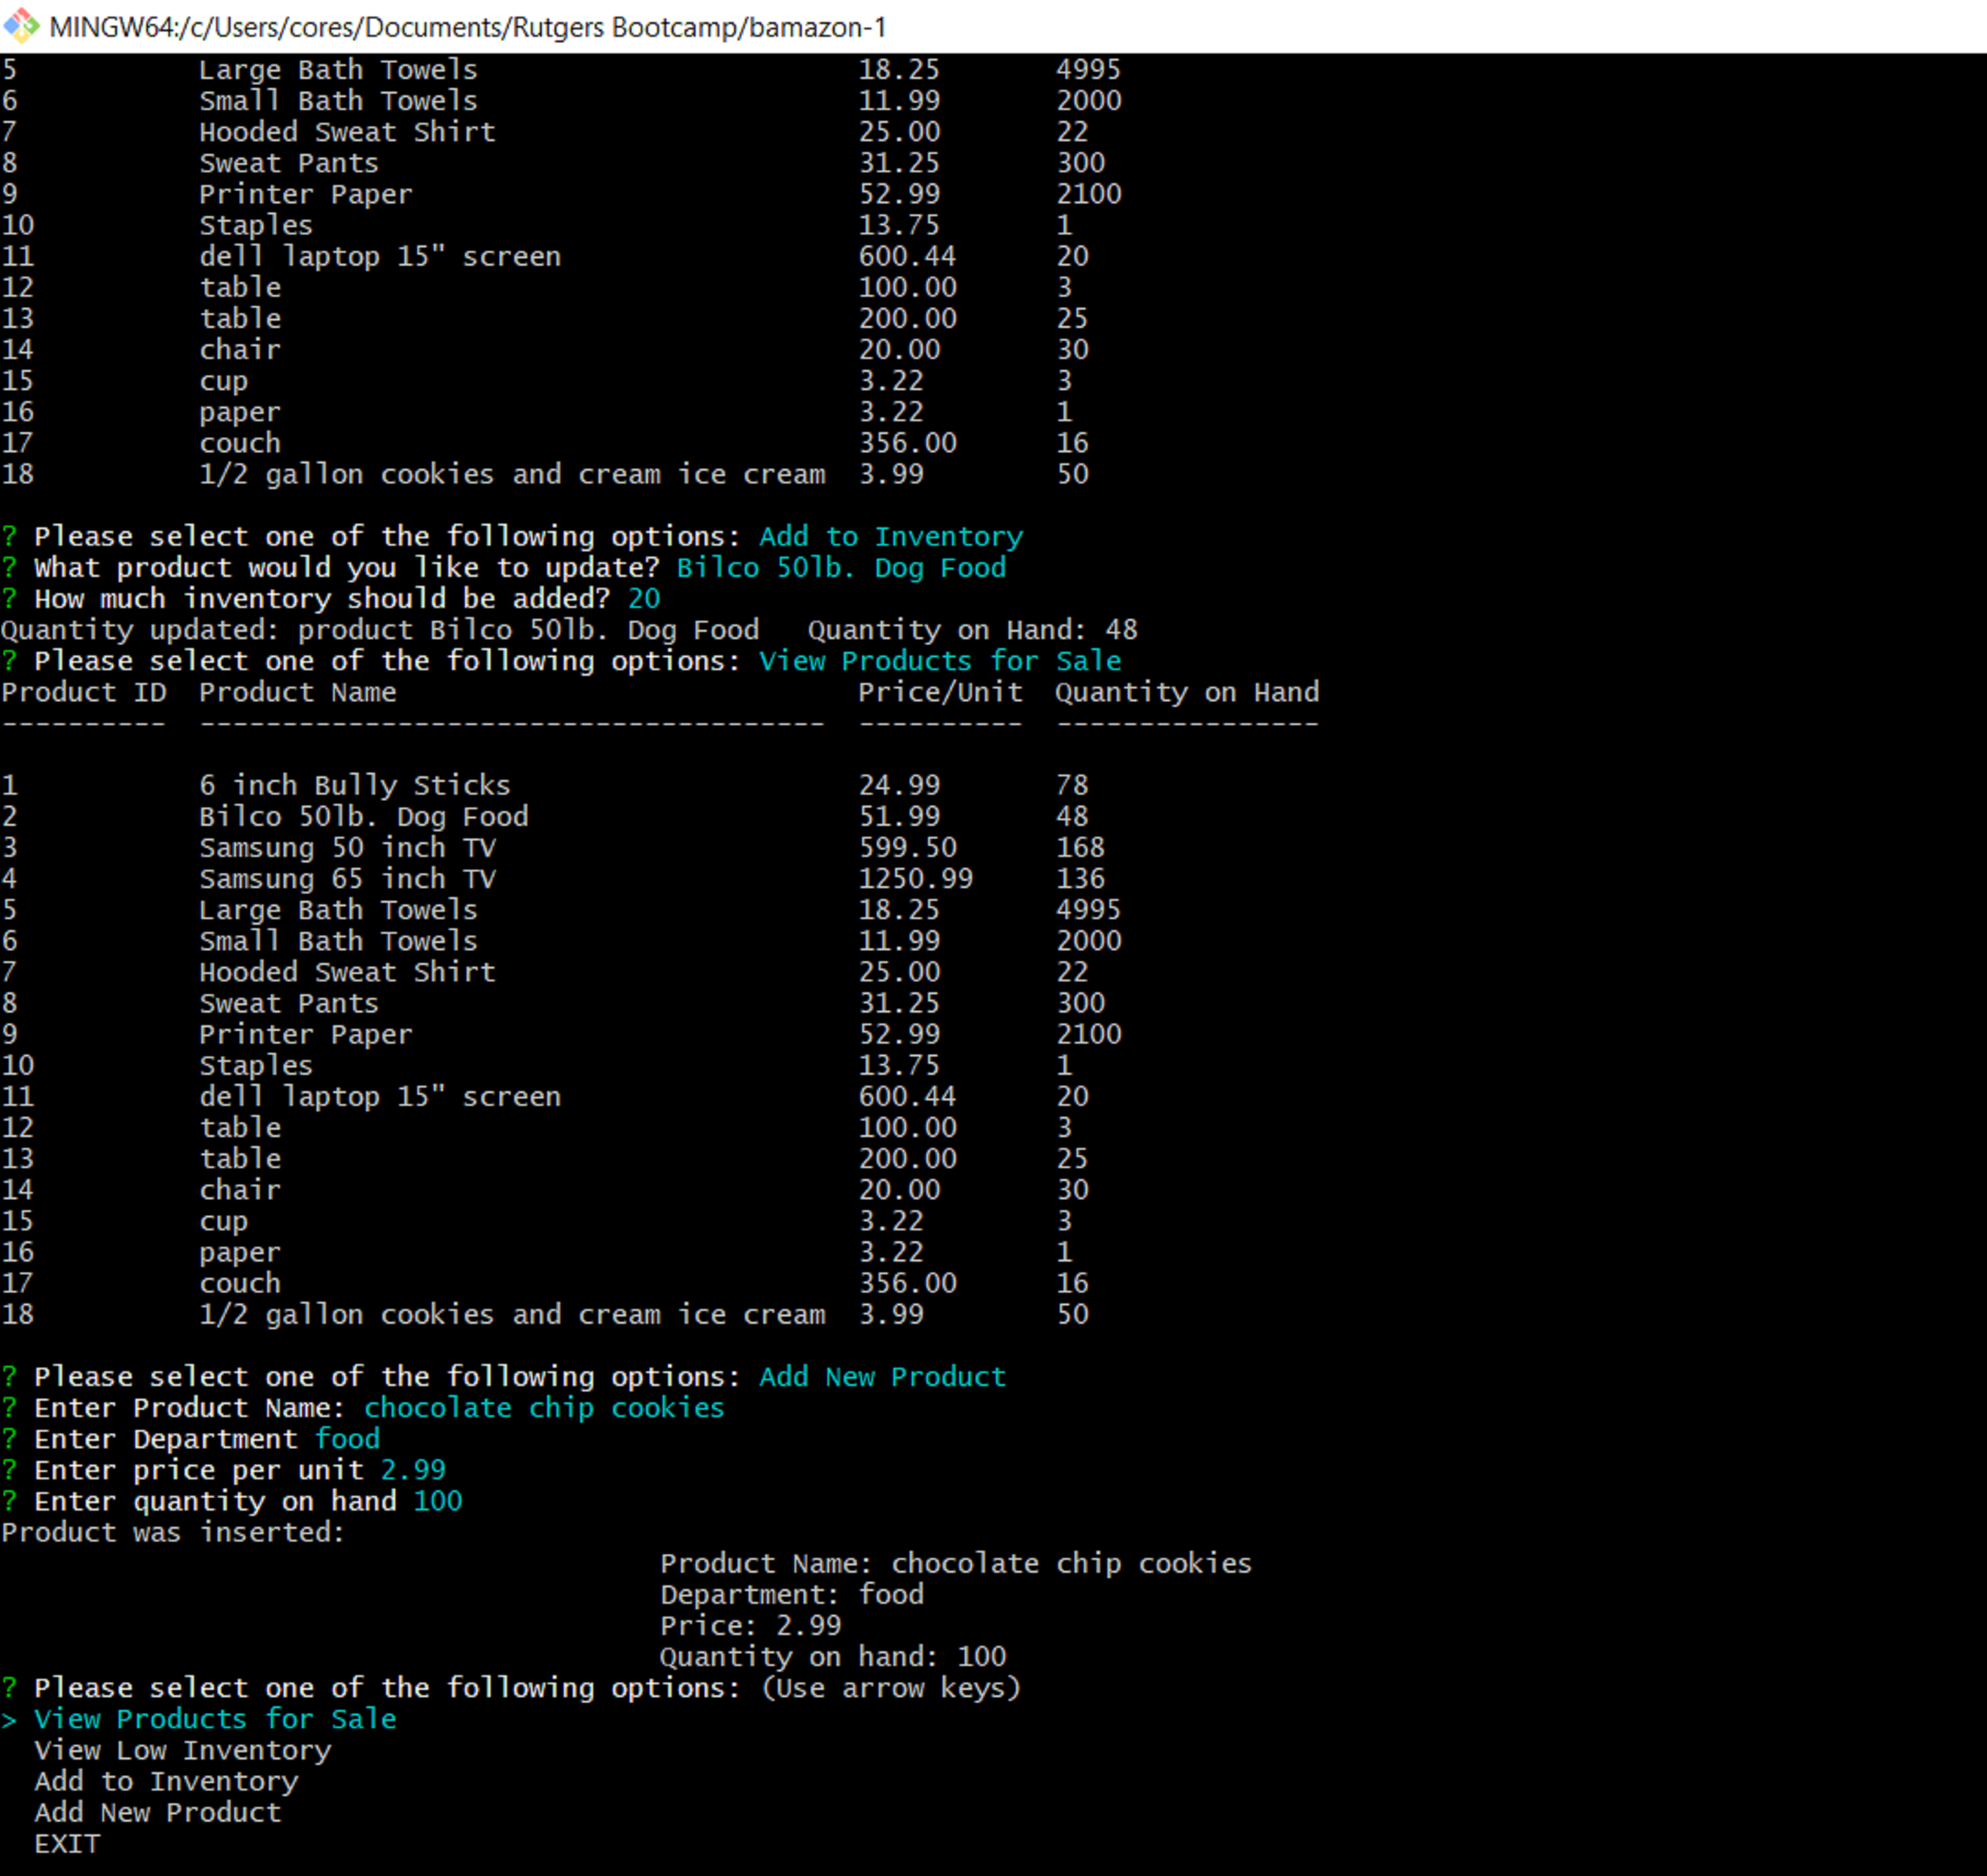 MINGW64:/c/Users/cores/Documents/Rutgers Bootcamp/bamazon-1
5 Large Bath Towels 18.25 4995
6 Small Bath Towels 11.99 2000
7 Hooded Sweat Shirt 25.00 22
8 Sweat Pants 31.25 300
9 Printer Paper 52.99 2100
10 Staples 13.75 1
11 dell laptop 15" screen 600.44 20
12 table 100.00 3
13 table 200.00 25
14 chair 20.00 30
15 cup 3.22 3
16 paper 3.22 1
17 couch 356.00 16
18 1/2 gallon cookies and cream ice cream 3.99 50
? Please select one of the following options: Add to Inventory
? What product would you like to update? Bilco 50lb. Dog Food
? How much inventory should be added? 20
Quantity updated: product Bilco 50lb. Dog Food Quantity on Hand: 48
? Please select one of the following options: View Products for Sale
Product ID Product Name Price/Unit Quantity on Hand
---------- -------------------------------------- ---------- ----------------
1 6 inch Bully Sticks 24.99 78
2 Bilco 50lb. Dog Food 51.99 48
3 Samsung 50 inch TV 599.50 168
4 Samsung 65 inch TV 1250.99 136
5 Large Bath Towels 18.25 4995
6 Small Bath Towels 11.99 2000
7 Hooded Sweat Shirt 25.00 22
8 Sweat Pants 31.25 300
9 Printer Paper 52.99 2100
10 Staples 13.75 1
11 dell laptop 15" screen 600.44 20
12 table 100.00 3
13 table 200.00 25
14 chair 20.00 30
15 cup 3.22 3
16 paper 3.22 1
17 couch 356.00 16
18 1/2 gallon cookies and cream ice cream 3.99 50
? Please select one of the following options: Add New Product
? Enter Product Name: chocolate chip cookies
? Enter Department food
? Enter price per unit 2.99
? Enter quantity on hand 100
Product was inserted:
Product Name: chocolate chip cookies
Department: food
Price: 2.99
Quantity on hand: 100
? Please select one of the following options: (Use arrow keys)
> View Products for Sale
View Low Inventory
Add to Inventory
Add New Product
EXIT